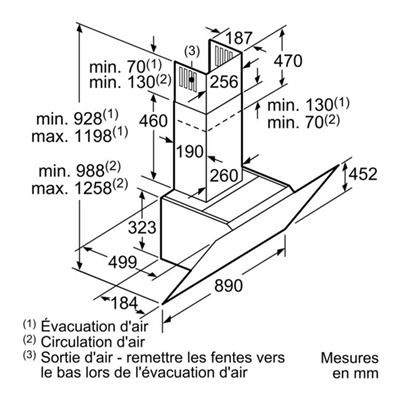 (3)
187
min. 70(1)
min. 130(2)
256
470
min. 928(1)
max. 1198(1)
460
min. 130(1)
min. 70(2)
190
min. 988(2)
max. 1258(2)
260
452
323
499
184
890
(1) Évacuation d'air
(2) Circulation d'air
(3) Sortie d'air - remettre les fentes vers
le bas lors de l'évacuation d'air
Mesures
en mm